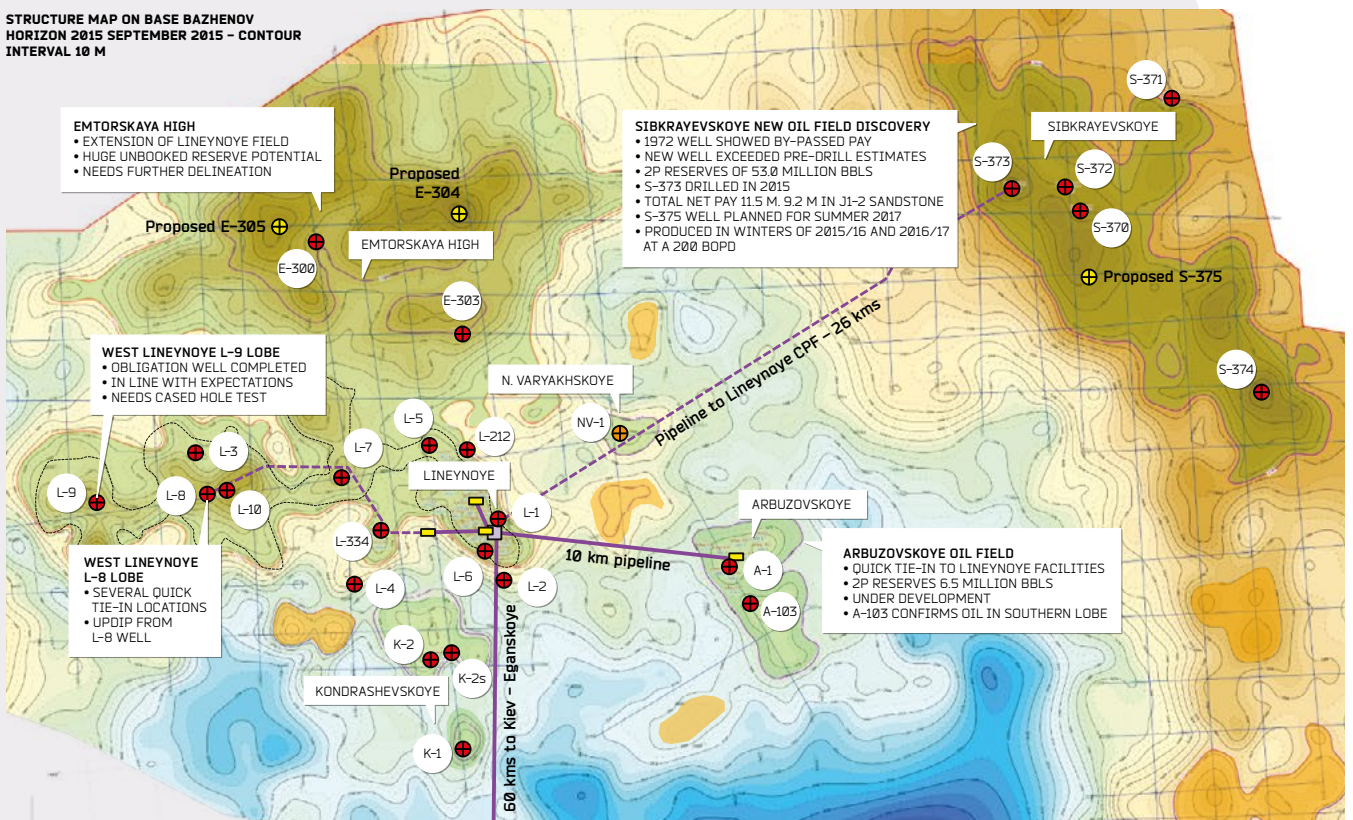 STRUCTURE MAP ON BASE BAZHENOV
HORIZON 2015 SEPTEMBER 2015 – CONTOUR
INTERVAL 10 M
EMTORSKAYA HIGH
• EXTENSION OF LINEYNOYE FIELD
• HUGE UNBOOKED RESERVE POTENTIAL
• NEEDS FURTHER DELINEATION
Proposed
E-304
Proposed E-305
E-300
EMTORSKAYA HIGH
E-303
SIBKRAYEVSKOYE NEW OIL FIELD DISCOVERY
• 1972 WELL SHOWED BY-PASSED PAY
• NEW WELL EXCEEDED PRE-DRILL ESTIMATES
• 2P RESERVES OF 53.0 MILLION BBLS
• S-373 DRILLED IN 2015
• TOTAL NET PAY 11.5 M. 9.2 M IN J1-2 SANDSTONE
• S-375 WELL PLANNED FOR SUMMER 2017
• PRODUCED IN WINTERS OF 2015/16 AND 2016/17
AT A 200 BOPD
S-371
SIBKRAYEVSKOYE
S-373
S-372
S-370
Proposed S-375
S-374
WEST LINEYNOYE L-9 LOBE
• OBLIGATION WELL COMPLETED
• IN LINE WITH EXPECTATIONS
• NEEDS CASED HOLE TEST
N. VARYAKHSKOYE
NV-1
Pipeline to Lineynoye CPF – 26 kms
L-5
L-212
L-3
L-7
LINEYNOYE
L-9
L-8
L-10
L-1
L-334
L-6
L-2
L-4
10 km pipeline
ARBUZOVSKOYE
A-1
A-103
WEST LINEYNOYE
L-8 LOBE
• SEVERAL QUICK
TIE-IN LOCATIONS
• UPDIP FROM
L-8 WELL
ARBUZOVSKOYE OIL FIELD
• QUICK TIE-IN TO LINEYNOYE FACILITIES
• 2P RESERVES 6.5 MILLION BBLS
• UNDER DEVELOPMENT
• A-103 CONFIRMS OIL IN SOUTHERN LOBE
K-2
K-2s
KONDRASHEVSKOYE
K-1
60 kms to Kiev – Eganskoye